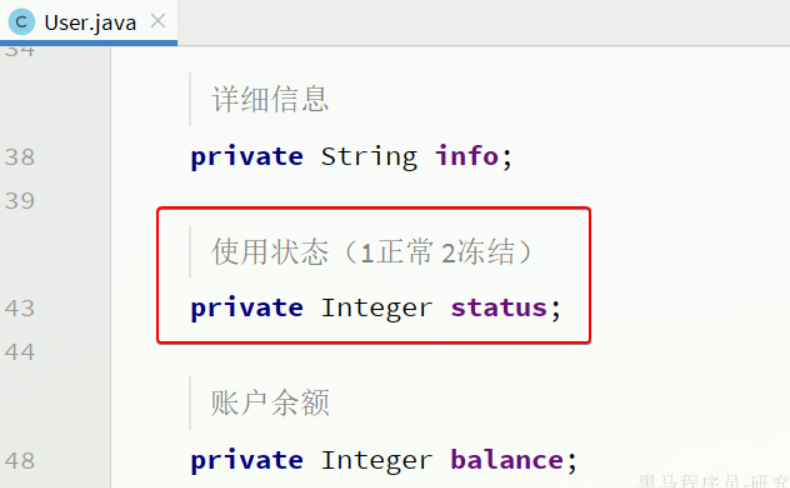 User.java
34
详细信息
38 private String info;
39
使用状态（1正常 2冻结）
43 private Integer status;
44
账户余额
48 private Integer balance;
黑马程序员-研究